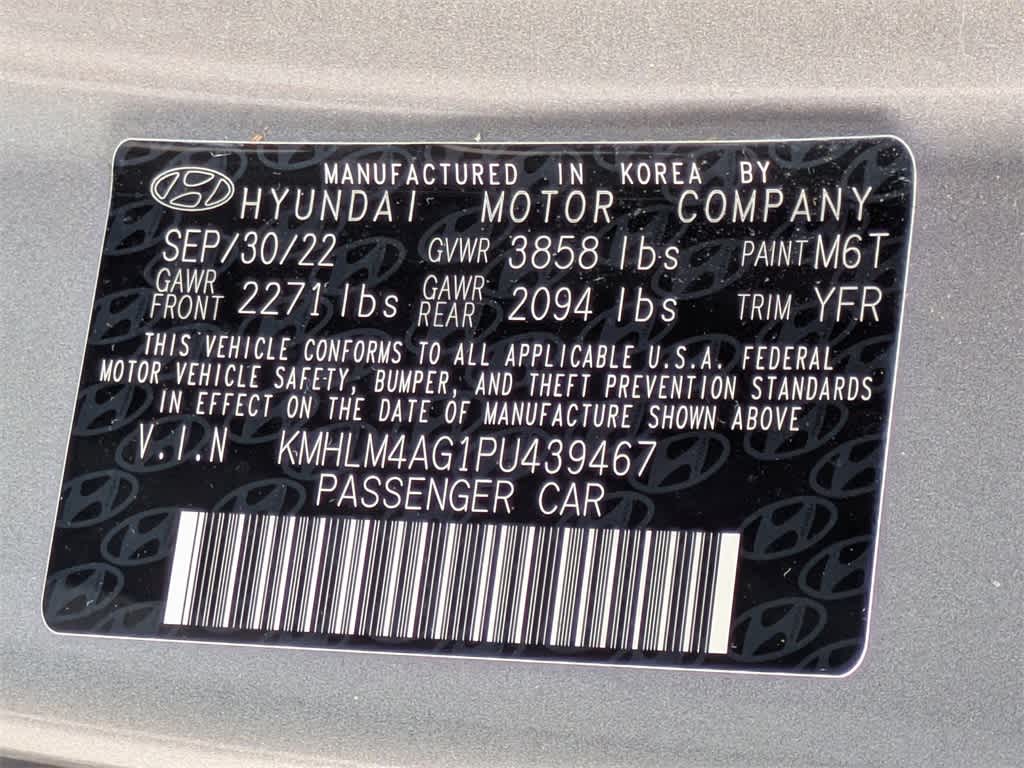 MANUFACTURED IN KOREA BY
HYUNDAI MOTOR COMPANY
SEP/30/22 GVWR 3858 lbs PAINT M6T
GAWR FRONT 2271 lbs GAWR REAR 2094 lbs TRIM YFR
THIS VEHICLE CONFORMS TO ALL APPLICABLE U.S.A. FEDERAL
MOTOR VEHICLE SAFETY, BUMPER, AND THEFT PREVENTION STANDARDS
IN EFFECT ON THE DATE OF MANUFACTURE SHOWN ABOVE
V.I.N KMHLM4AG1PU439467
PASSENGER CAR